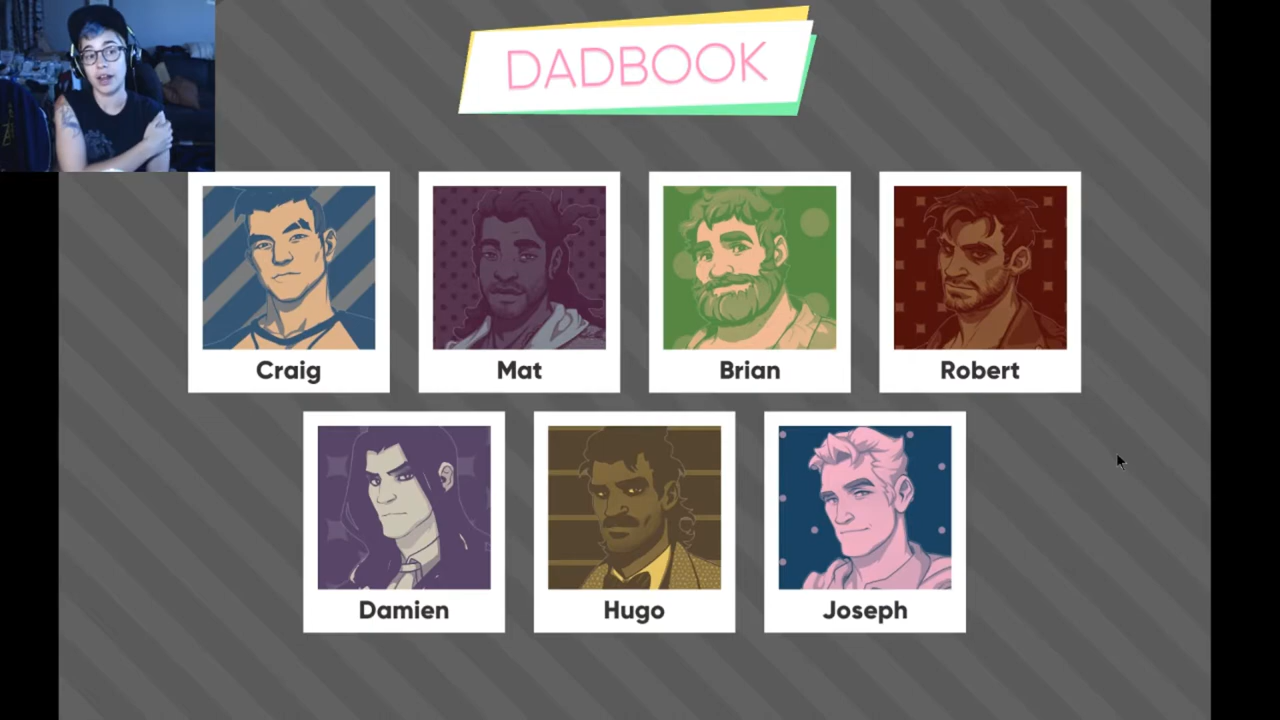 DADBOOK
Craig
Mat
Brian
Robert
Damien
Hugo
Joseph